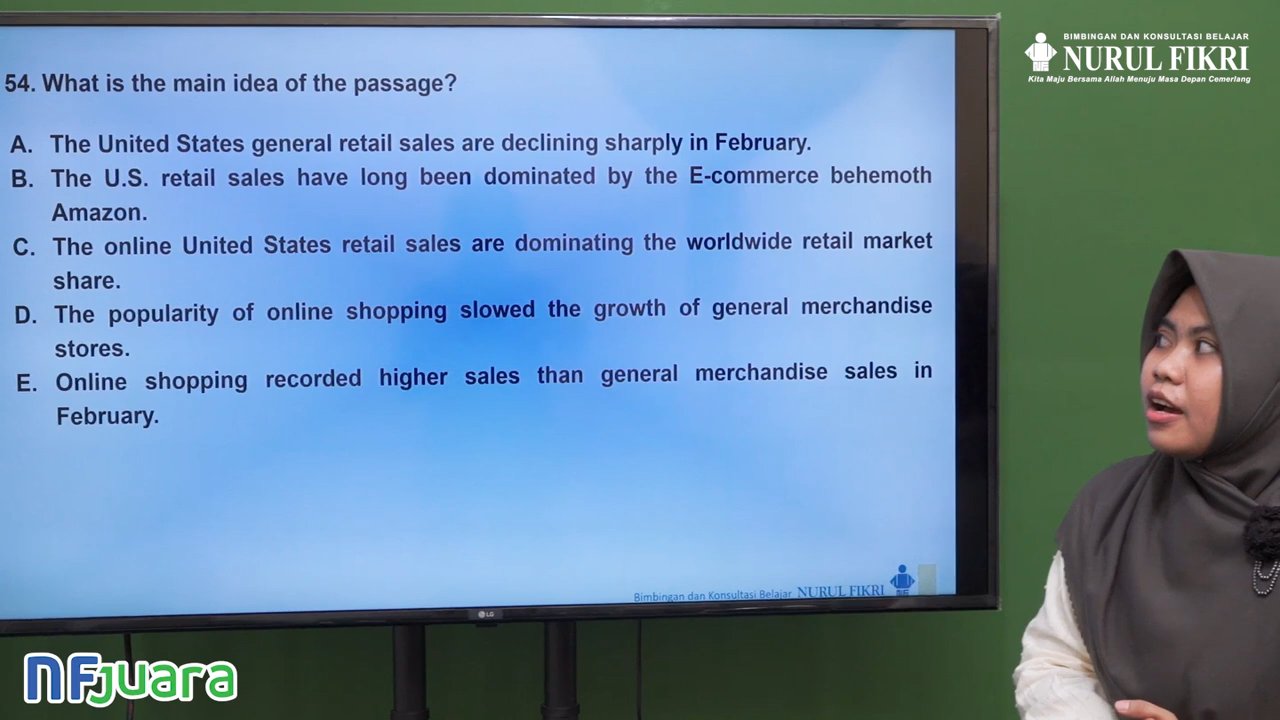 BIMBINGAN DAN KONSULTASI BELAJAR
NURUL FIKRI
Kita Maju Bersama Allah Menuju Masa Depan Cemerlang
54. What is the main idea of the passage?
A. The United States general retail sales are declining sharply in February.
B. The U.S. retail sales have long been dominated by the E-commerce behemoth
Amazon.
C. The online United States retail sales are dominating the worldwide retail market
share.
D. The popularity of online shopping slowed the growth of general merchandise
stores.
E. Online shopping recorded higher sales than general merchandise sales in
February.
Bimbingan dan Konsultasi Belajar NURUL FIKRI
LG
NFjuara